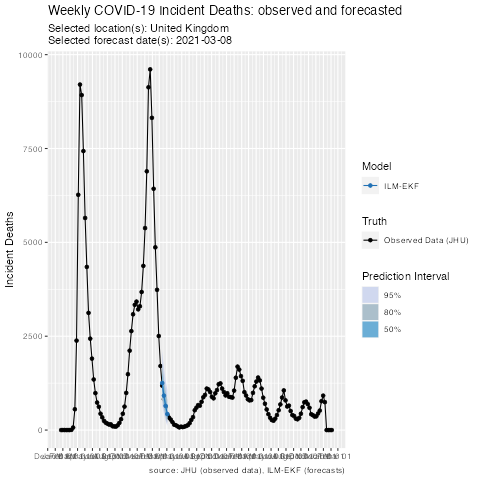 Weekly COVID-19 Incident Deaths: observed and forecasted
Selected location(s): United Kingdom
Selected forecast date(s): 2021-03-08
10000
7500
5000
2500
0
Incident Deaths
Model
ILM-EKF
Truth
Observed Data (JHU)
Prediction Interval
95%
80%
50%
source: JHU (observed data), ILM-EKF (forecasts)